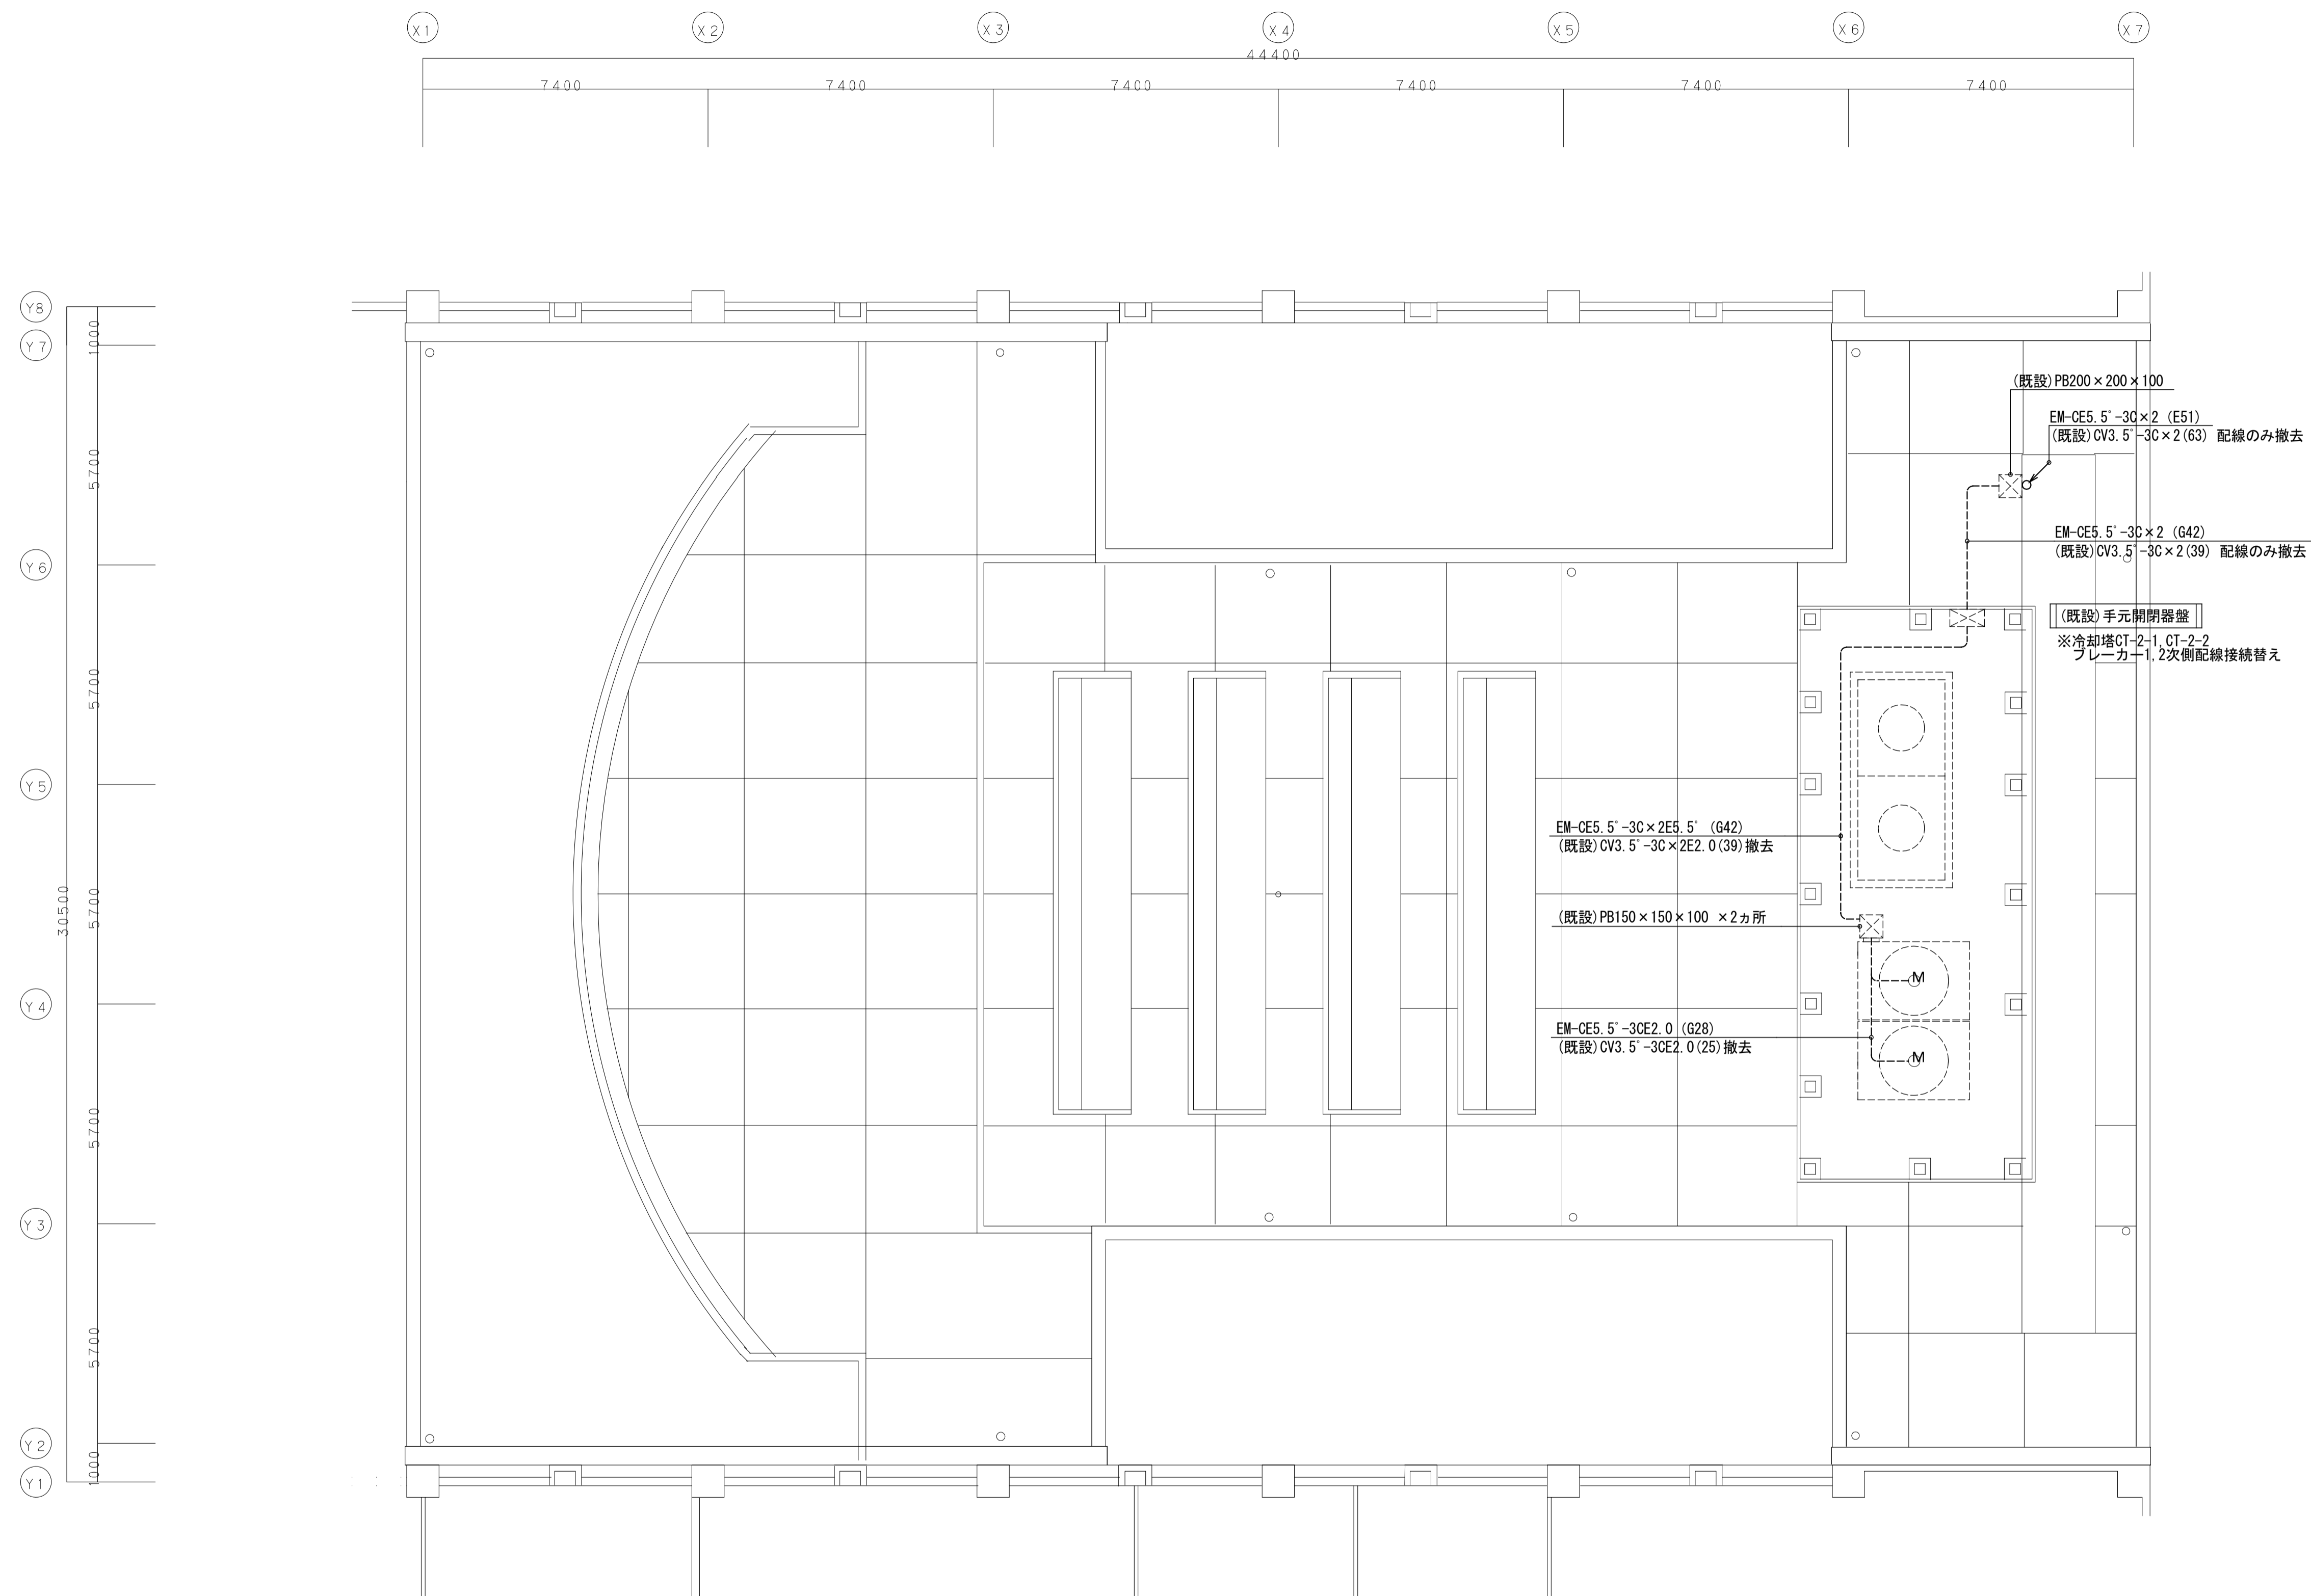 X1
X2
X3
X4
X5
X6
X7
44400
7400
7400
7400
7400
7400
7400
Y8
Y7
Y6
Y5
Y4
Y3
Y2
Y1
1000
5700
5700
5700
5700
5700
1000
30500
(既設)PB200×200×100
EM-CE5.5°-3C×2 (E51)
(既設)CV3.5°-3C×2(63) 配線のみ撤去
EM-CE5.5°-3C×2 (G42)
(既設)CV3.5°-3C×2(39) 配線のみ撤去
(既設)手元開閉器盤
※冷却塔CT-2-1,CT-2-2
ブレーカー1,2次側配線接続替え
EM-CE5.5°-3C×2E5.5° (G42)
(既設)CV3.5°-3C×2E2.0(39)撤去
(既設)PB150×150×100 ×2ヵ所
M
EM-CE5.5°-3CE2.0 (G28)
(既設)CV3.5°-3CE2.0(25)撤去
M